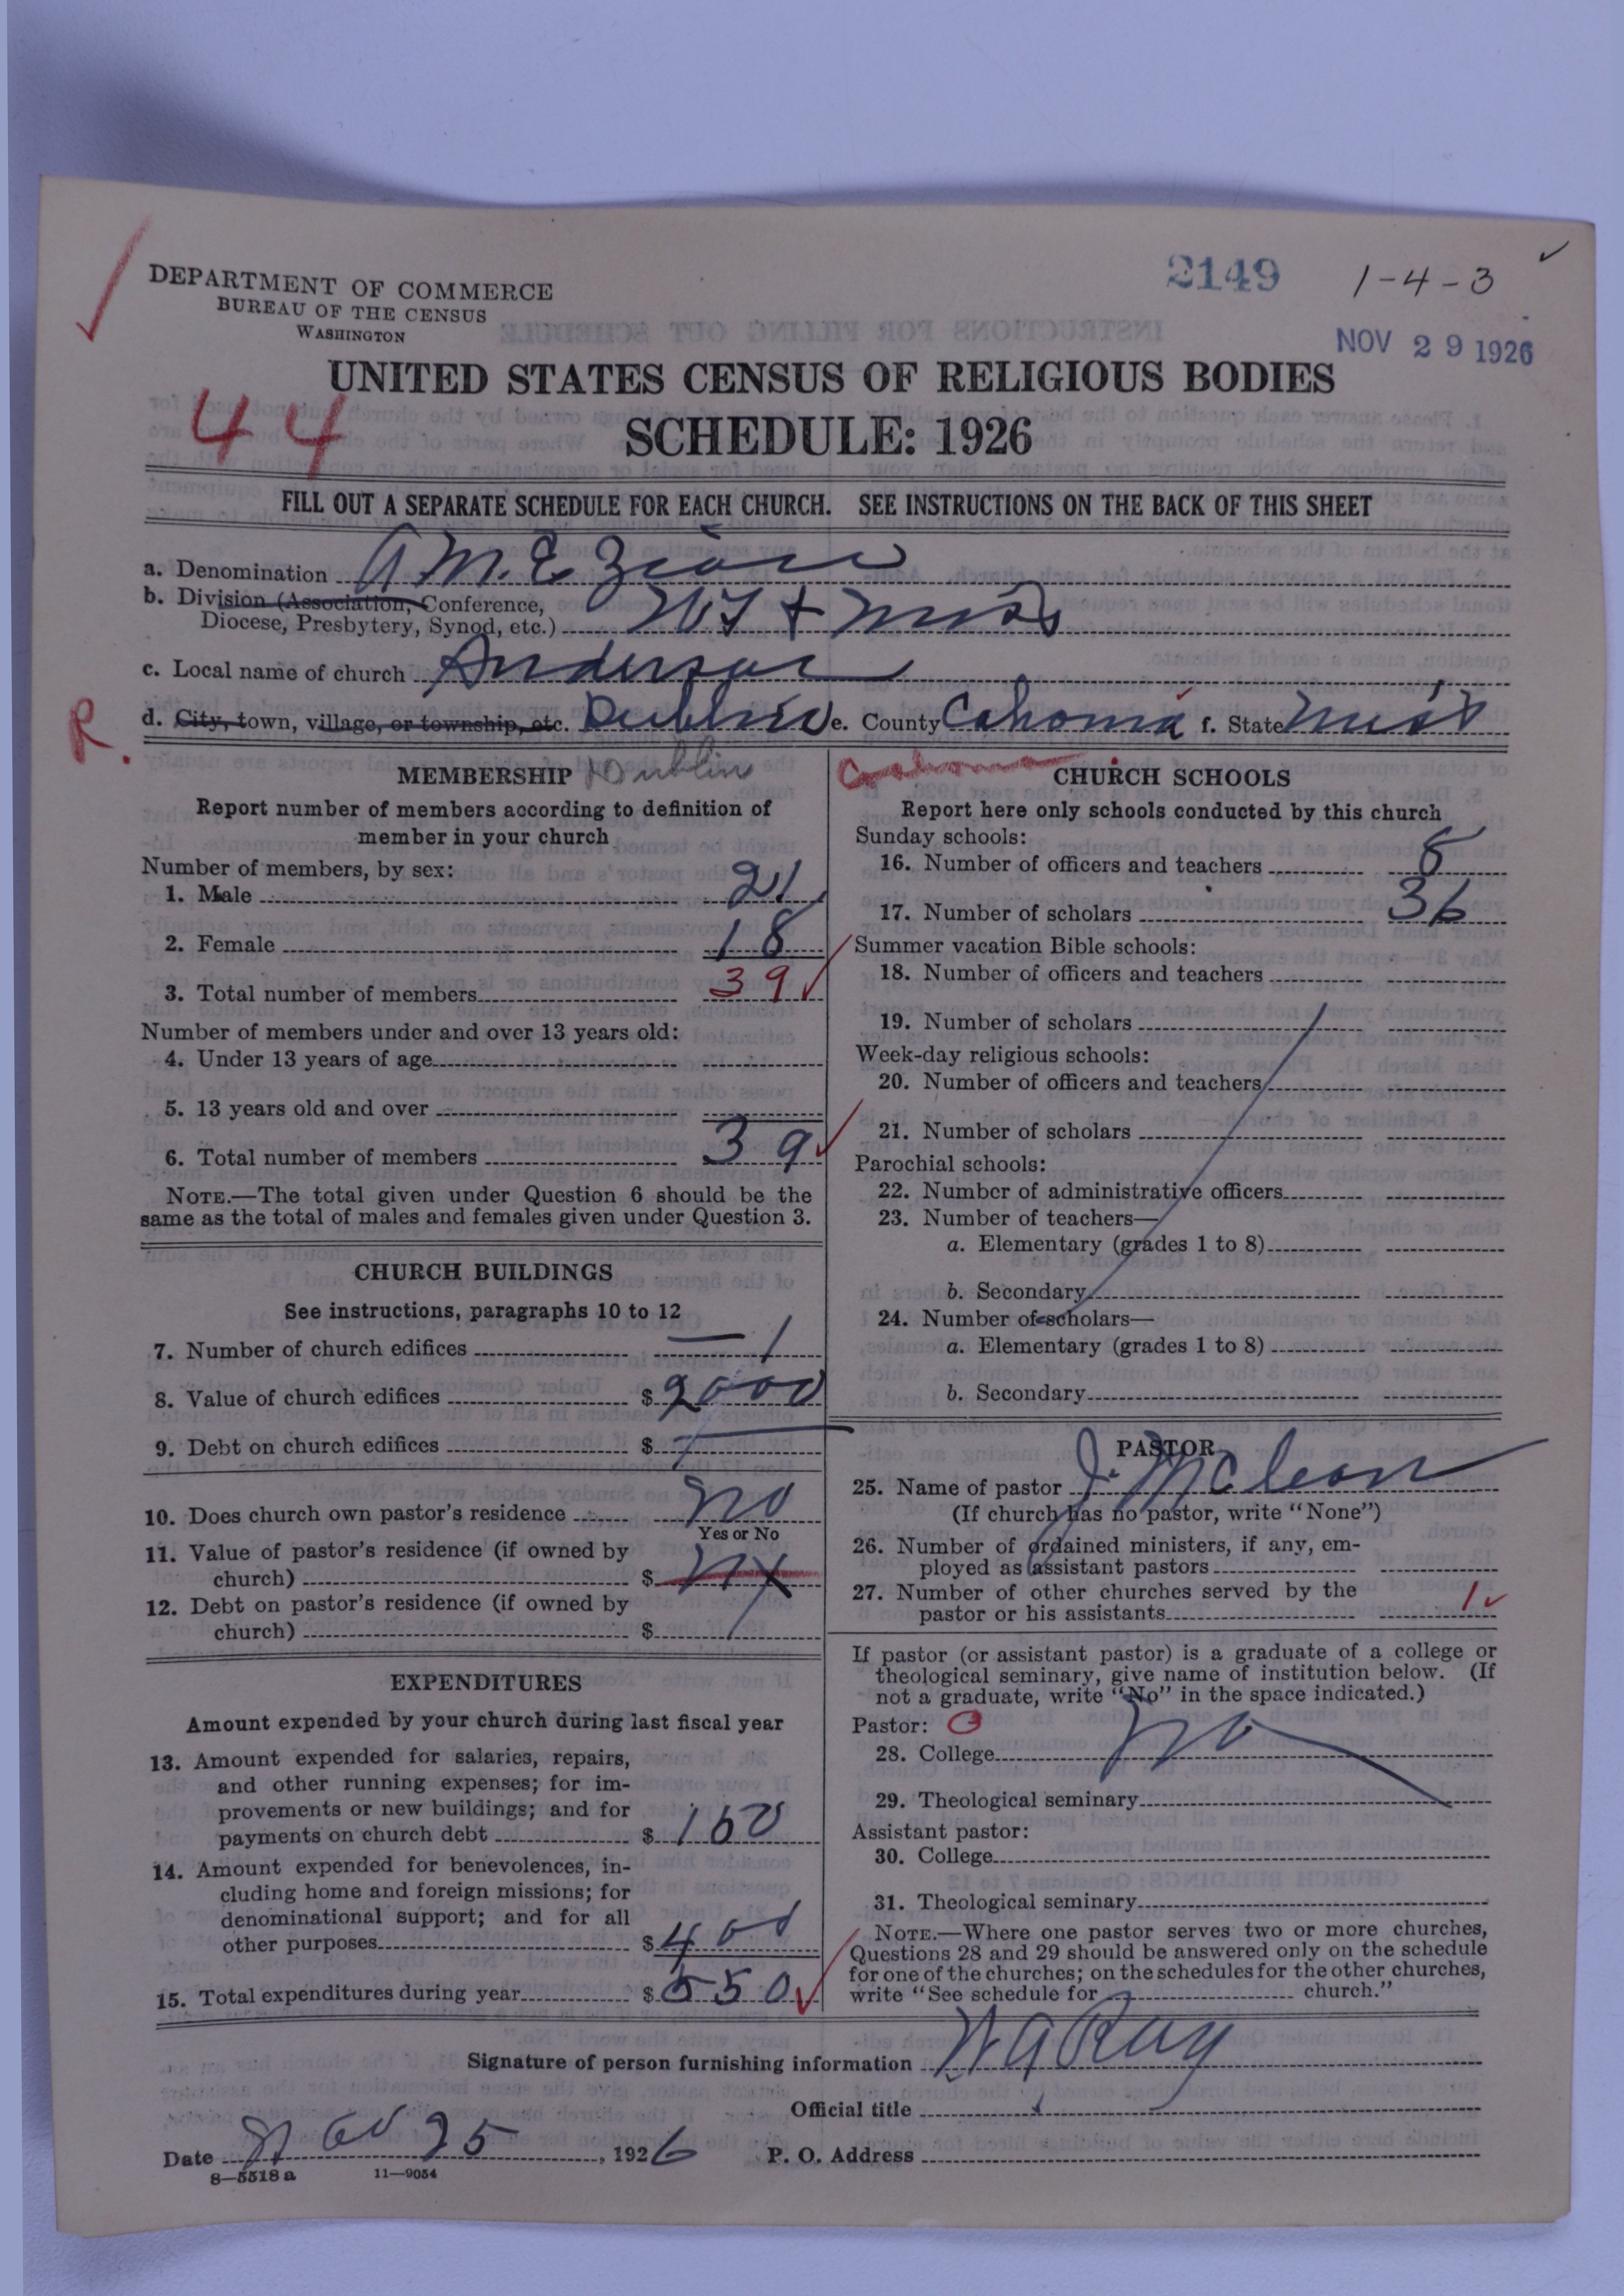 2149
1-4-3
NOV 29 1926
DEPARTMENT OF COMMERCE
BUREAU OF THE CENSUS
WASHINGTON
UNITED STATES CENSUS OF RELIGIOUS BODIES
44
SCHEDULE: 1926
FILL OUT A SEPARATE SCHEDULE FOR EACH CHURCH. SEE INSTRUCTIONS ON THE BACK OF THIS SHEET
a. Denomination A M. E Zion
b. Division (Association, Conference,
Diocese, Presbytery, Synod, etc.) & Miss
c. Local name of church Anderson
R.
d. City, town, village, or township, etc. Dublin e. County Cahoma f. State Miss
MEMBERSHIP Dublin
Report number of members according to definition of
member in your church
Number of members, by sex:
1. Male 21
2. Female 18
3. Total number of members 39
Number of members under and over 13 years old:
4. Under 13 years of age
5. 13 years old and over
6. Total number of members 39
NOTE.—The total given under Question 6 should be the
same as the total of males and females given under Question 3.
CHURCH BUILDINGS
See instructions, paragraphs 10 to 12
7. Number of church edifices 1
8. Value of church edifices $ 2000
9. Debt on church edifices $
10. Does church own pastor's residence no
Yes or No
11. Value of pastor's residence (if owned by
church) $
12. Debt on pastor's residence (if owned by
church) $
EXPENDITURES
Amount expended by your church during last fiscal year
13. Amount expended for salaries, repairs,
and other running expenses; for im-
provements or new buildings; and for
payments on church debt $ 150
14. Amount expended for benevolences, in-
cluding home and foreign missions; for
denominational support; and for all
other purposes $ 400
15. Total expenditures during year $ 550
Coahoma
CHURCH SCHOOLS
Report here only schools conducted by this church
Sunday schools:
16. Number of officers and teachers 8
17. Number of scholars 36
Summer vacation Bible schools:
18. Number of officers and teachers
19. Number of scholars
Week-day religious schools:
20. Number of officers and teachers
21. Number of scholars
Parochial schools:
22. Number of administrative officers
23. Number of teachers—
a. Elementary (grades 1 to 8)
b. Secondary
24. Number of scholars—
a. Elementary (grades 1 to 8)
b. Secondary
PASTOR
25. Name of pastor J. McLeon
(If church has no pastor, write "None")
26. Number of ordained ministers, if any, em-
ployed as assistant pastors
27. Number of other churches served by the
pastor or his assistants 1
If pastor (or assistant pastor) is a graduate of a college or
theological seminary, give name of institution below. (If
not a graduate, write "No" in the space indicated.)
Pastor: 0
28. College no
29. Theological seminary
Assistant pastor:
30. College
31. Theological seminary
NOTE.—Where one pastor serves two or more churches,
Questions 28 and 29 should be answered only on the schedule
for one of the churches; on the schedules for the other churches,
write "See schedule for church."
Signature of person furnishing information Ray
Official title
Date Nov 25, 1926 P. O. Address
8—5518 a 11—9054